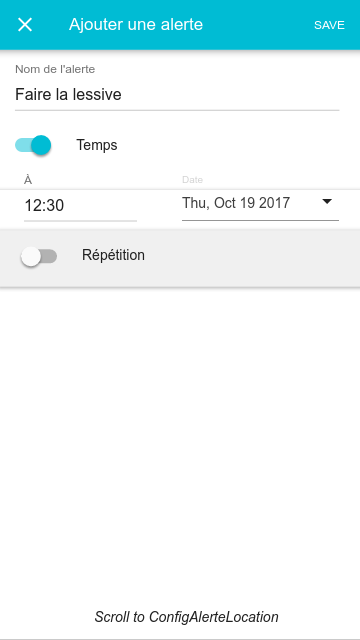 Ajouter une alerte SAVE
Nom de l'alerte
Faire la lessive
Temps
À Date
12:30 Thu, Oct 19 2017
Répétition
Scroll to ConfigAlerteLocation